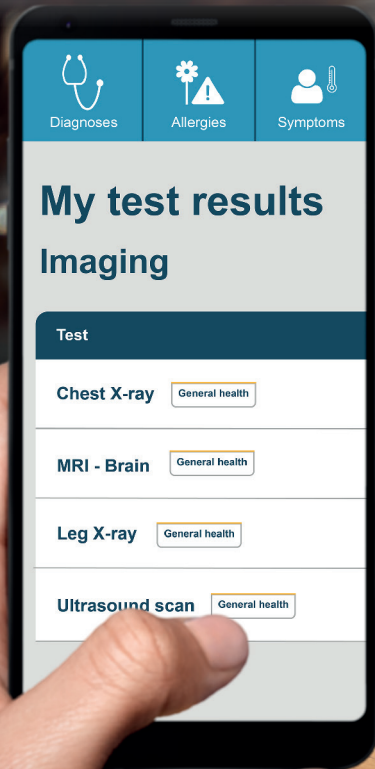 Diagnoses
Allergies
Symptoms
My test results
Imaging
Test
Chest X-ray General health
MRI - Brain General health
Leg X-ray General health
Ultrasound scan General health